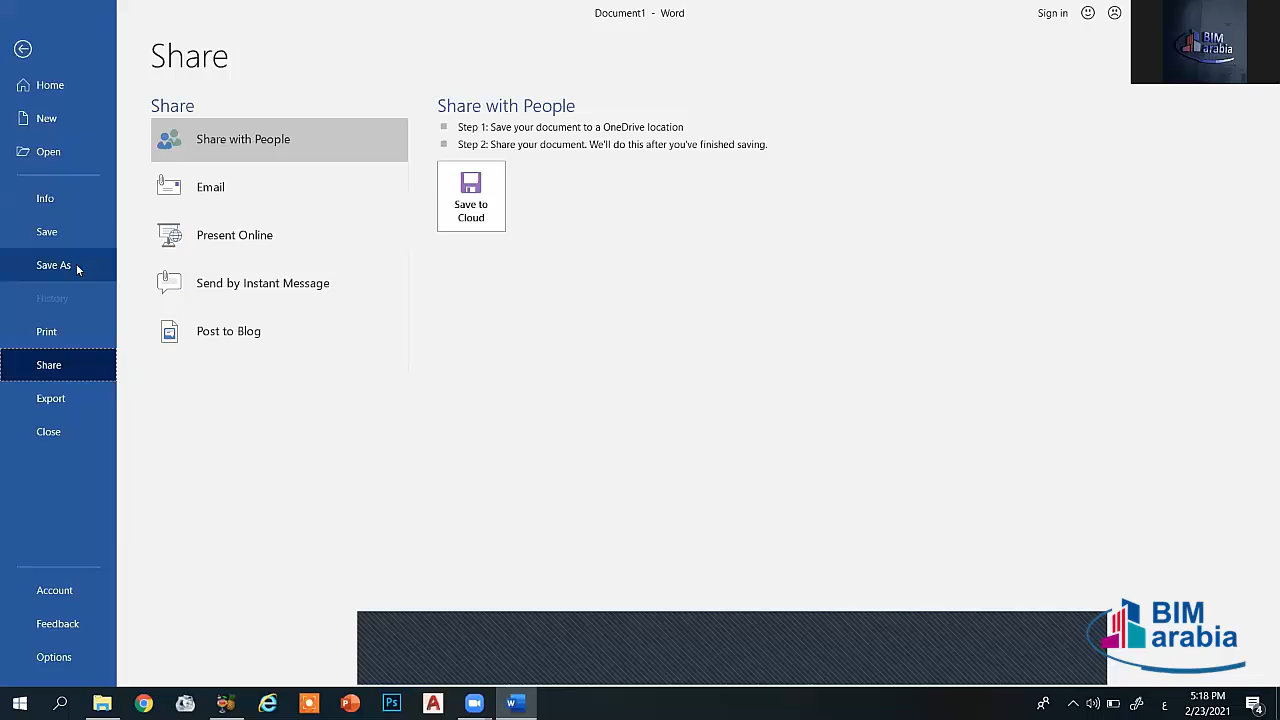 Document1 - Word
Sign in
BIM
arabia
Share
Home
New
Open
Info
Save
Save As
History
Print
Share
Export
Close
Account
Feedback
Options
Share
Share with People
Email
Present Online
Send by Instant Message
Post to Blog
Share with People
Step 1: Save your document to a OneDrive location
Step 2: Share your document. We'll do this after you've finished saving.
Save to
Cloud
BIM
arabia
Ps
5:18 PM
2/23/2021
4